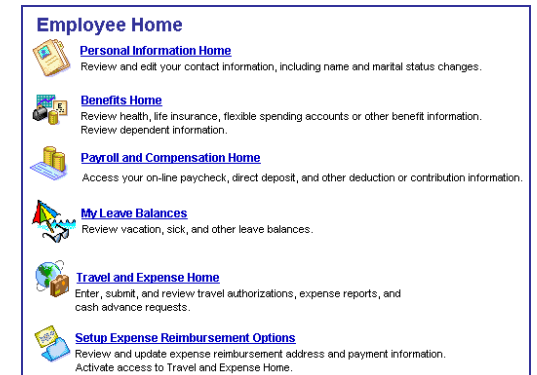 Employee Home
Personal Information Home
Review and edit your contact information, including name and marital status changes.
Benefits Home
Review health, life insurance, flexible spending accounts or other benefit information.
Review dependent information.
Payroll and Compensation Home
Access your on-line paycheck, direct deposit, and other deduction or contribution information.
My Leave Balances
Review vacation, sick, and other leave balances.
Travel and Expense Home
Enter, submit, and review travel authorizations, expense reports, and
cash advance requests.
Setup Expense Reimbursement Options
Review and update expense reimbursement address and payment information.
Activate access to Travel and Expense Home.